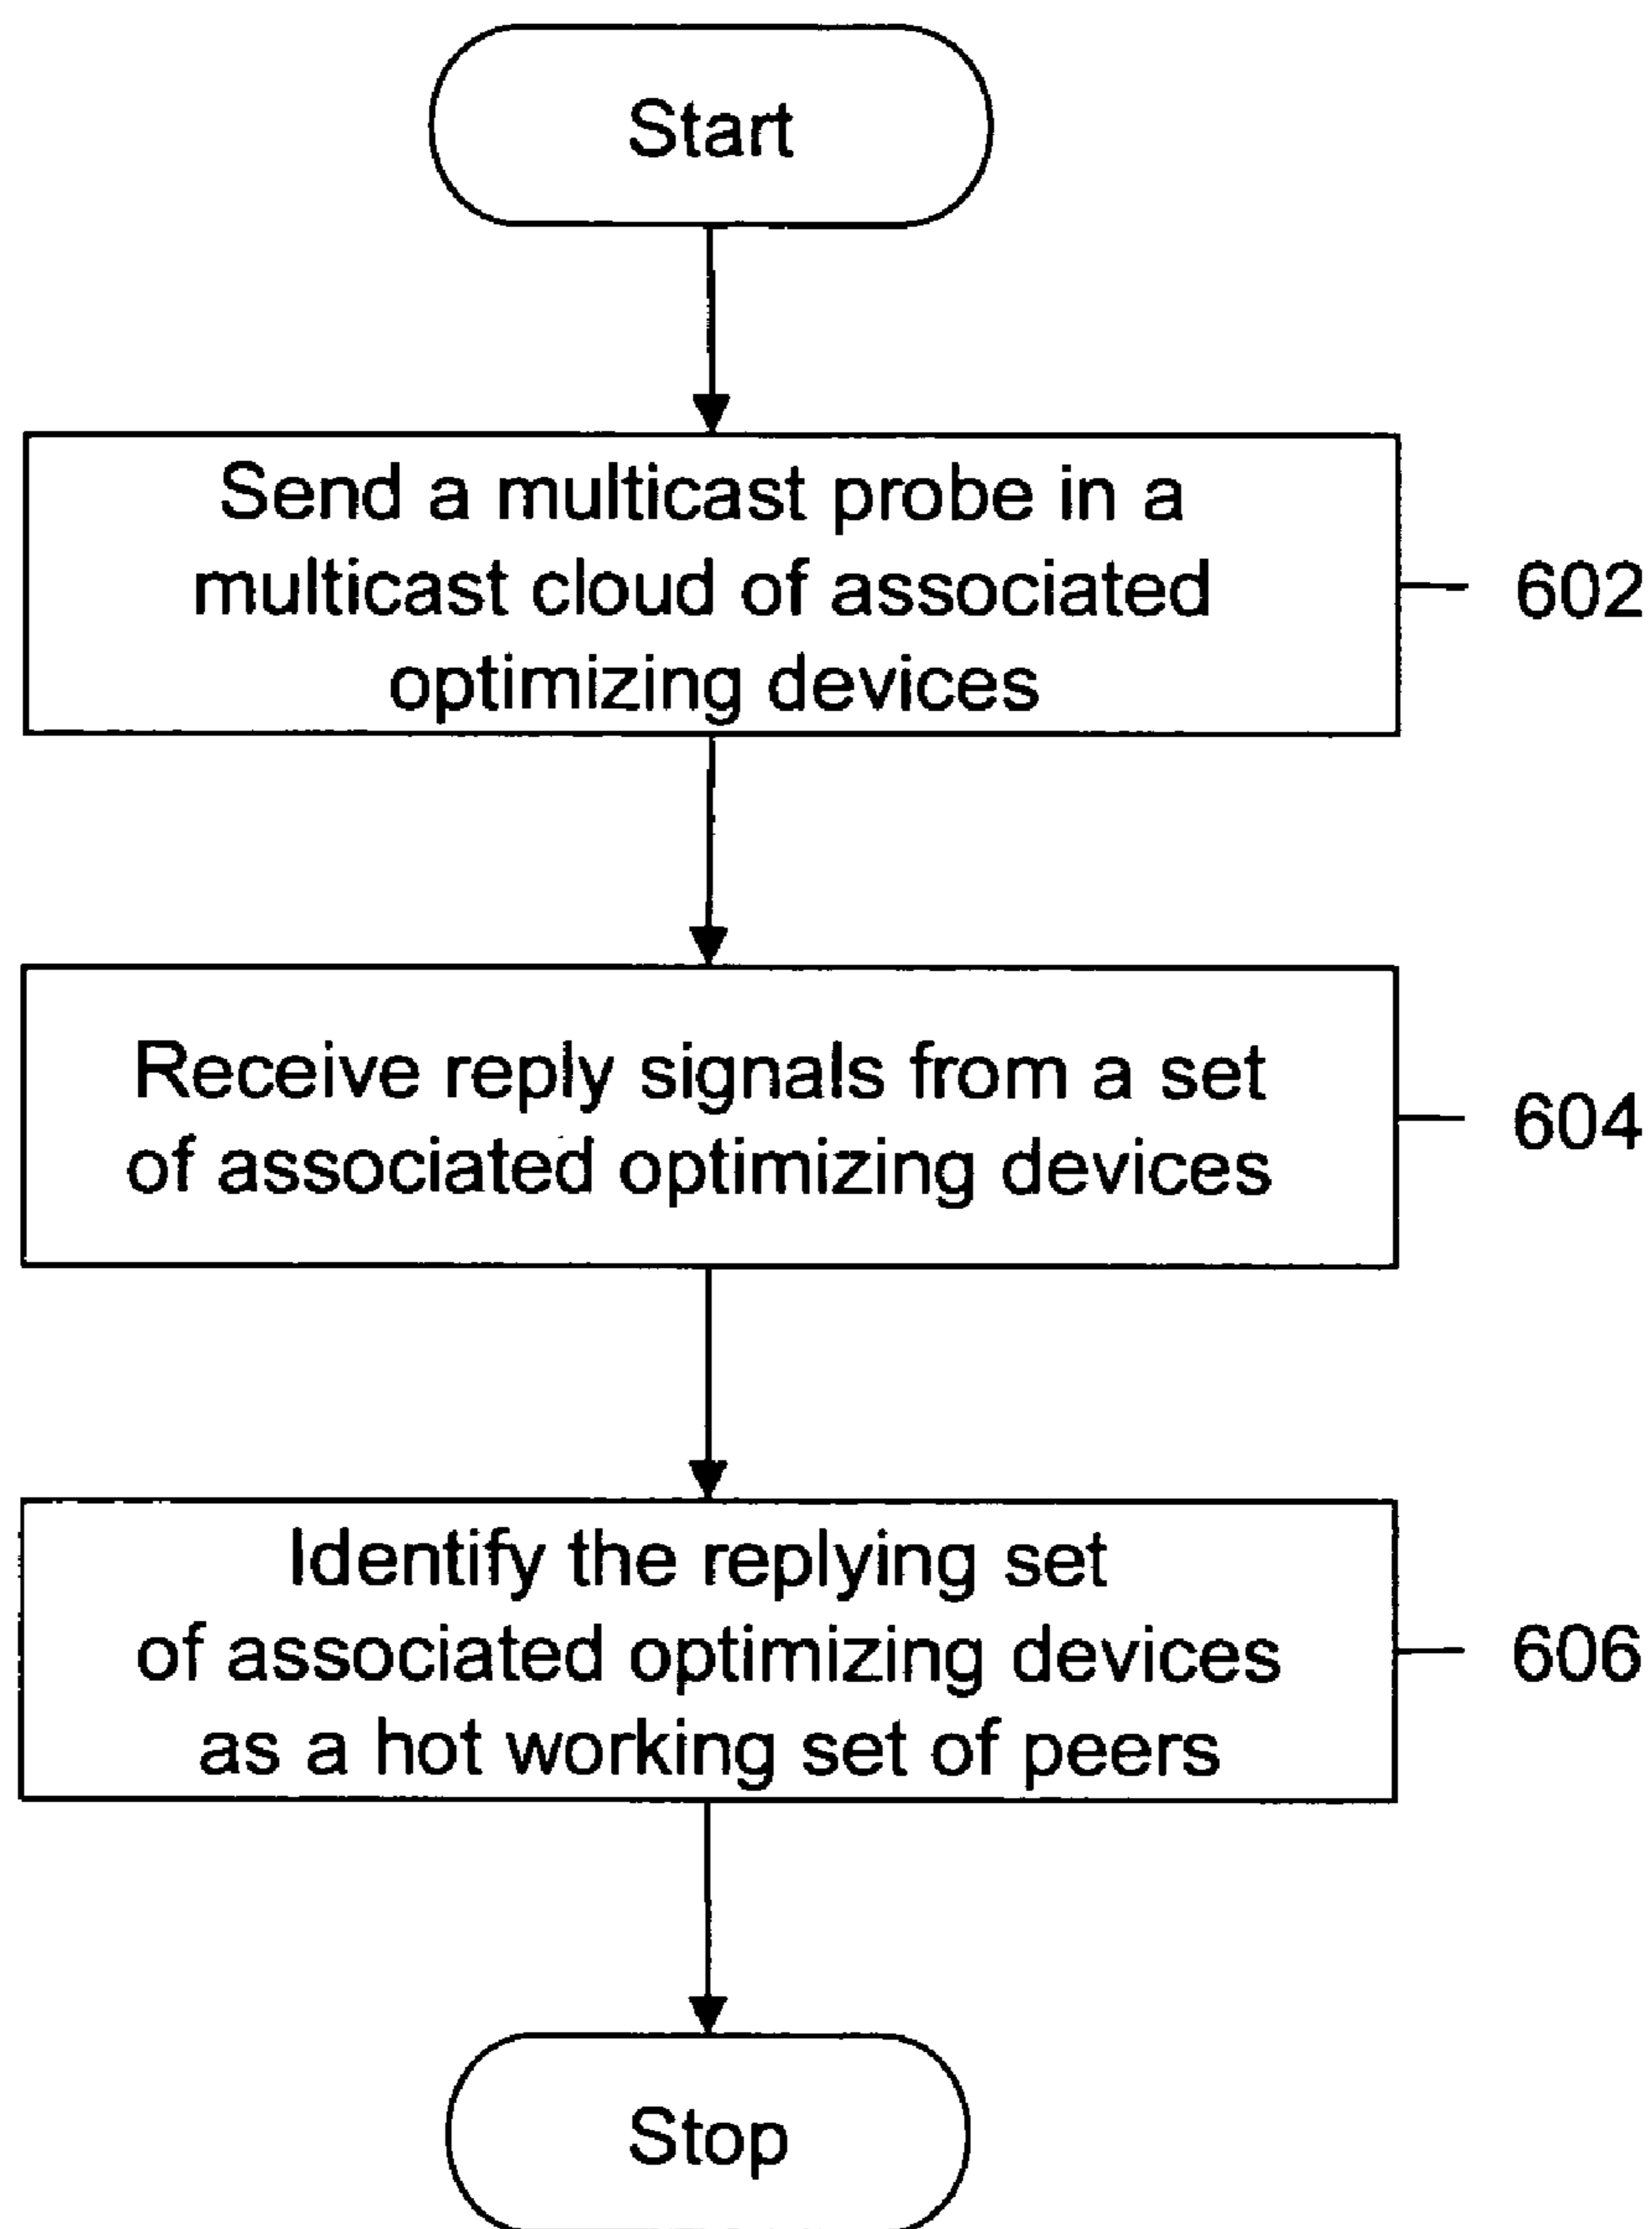 Start
Send a multicast probe in a
multicast cloud of associated
optimizing devices
602
Receive reply signals from a set
of associated optimizing devices
604
Identify the replying set
of associated optimizing devices
as a hot working set of peers
606
Stop